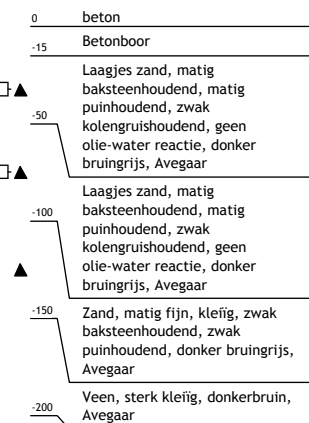 0 beton
-15 Betonboor
Laagjes zand, matig
baksteenhoudend, matig
puinhoudend, zwak
-50 kolengruishoudend, geen
olie-water reactie, donker
bruingrijs, Avegaar
Laagjes zand, matig
-100 baksteenhoudend, matig
puinhoudend, zwak
kolengruishoudend, geen
olie-water reactie, donker
bruingrijs, Avegaar
-150 Zand, matig fijn, kleiïg, zwak
baksteenhoudend, zwak
puinhoudend, donker bruingrijs,
Avegaar
Veen, sterk kleiïg, donkerbruin,
-200 Avegaar